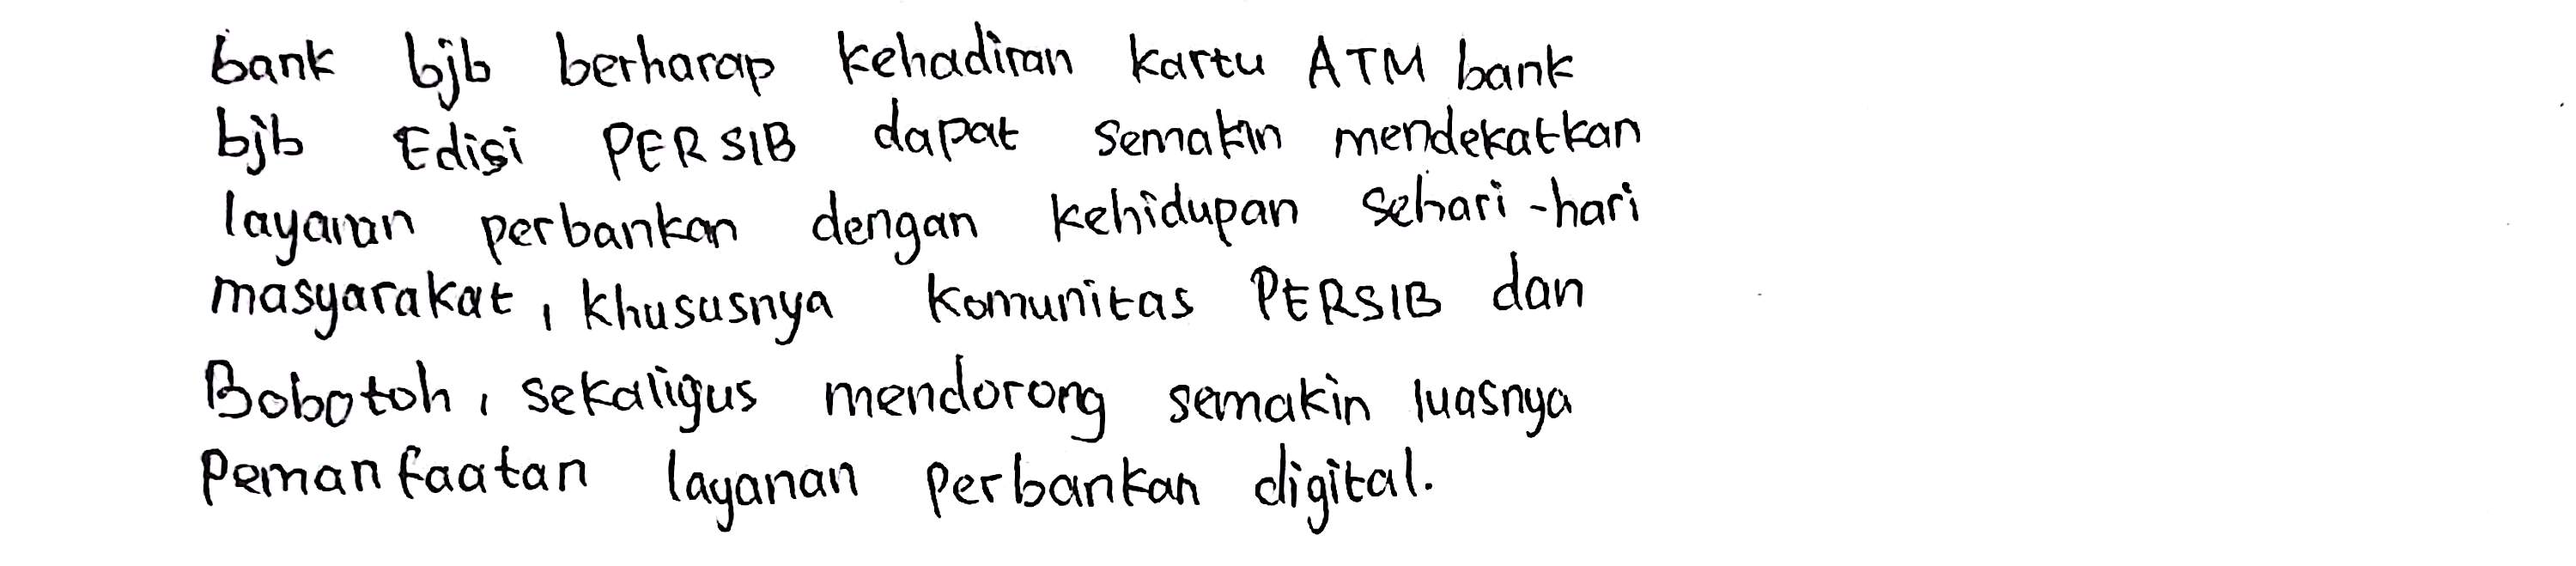 bank bjb berharap kehadiran kartu ATM bank
bjb Edisi PERSIB dapat semakin mendekatkan
layanan perbankan dengan kehidupan sehari-hari
masyarakat, khususnya komunitas PERSIB dan
Bobotoh, sekaligus mendorong semakin luasnya
Pemanfaatan layanan perbankan digital.